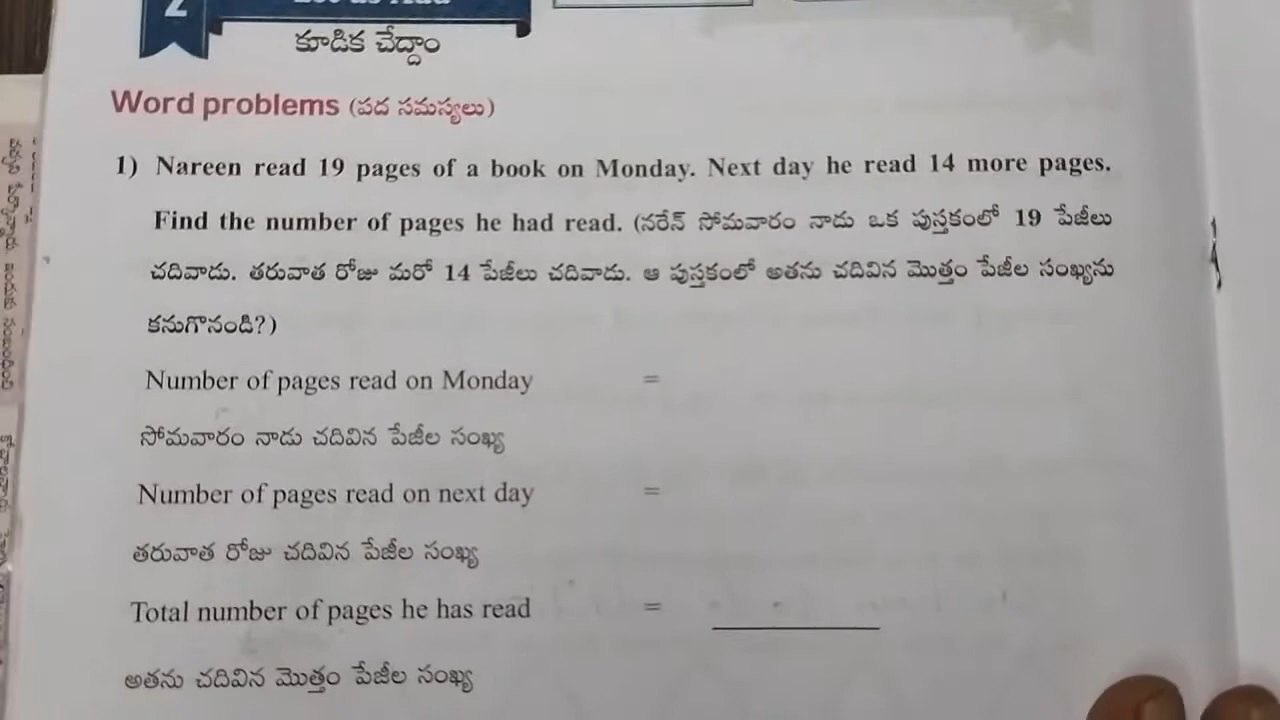 2
కూడిక చేద్దాం
Word problems (పద సమస్యలు)
1) Nareen read 19 pages of a book on Monday. Next day he read 14 more pages.
Find the number of pages he had read. (నరేన్ సోమవారం నాడు ఒక పుస్తకంలో 19 పేజీలు
చదివాడు. తరువాత రోజు మరో 14 పేజీలు చదివాడు. ఆ పుస్తకంలో అతను చదివిన మొత్తం పేజీల సంఖ్యను
కనుగొనండి?)
Number of pages read on Monday =
సోమవారం నాడు చదివిన పేజీల సంఖ్య
Number of pages read on next day =
తరువాత రోజు చదివిన పేజీల సంఖ్య
Total number of pages he has read =
అతను చదివిన మొత్తం పేజీల సంఖ్య